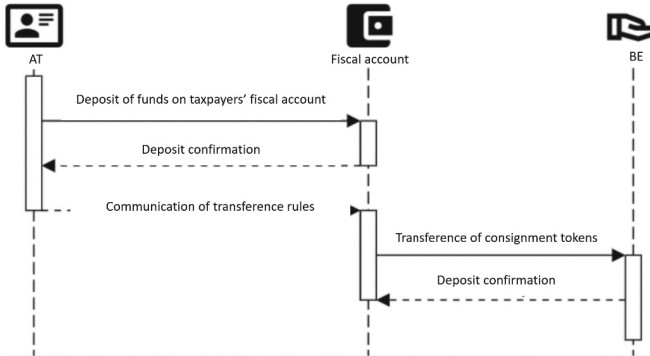 AT
Fiscal account
BE
Deposit of funds on taxpayers' fiscal account
Deposit confirmation
Communication of transference rules
Transference of consignment tokens
Deposit confirmation